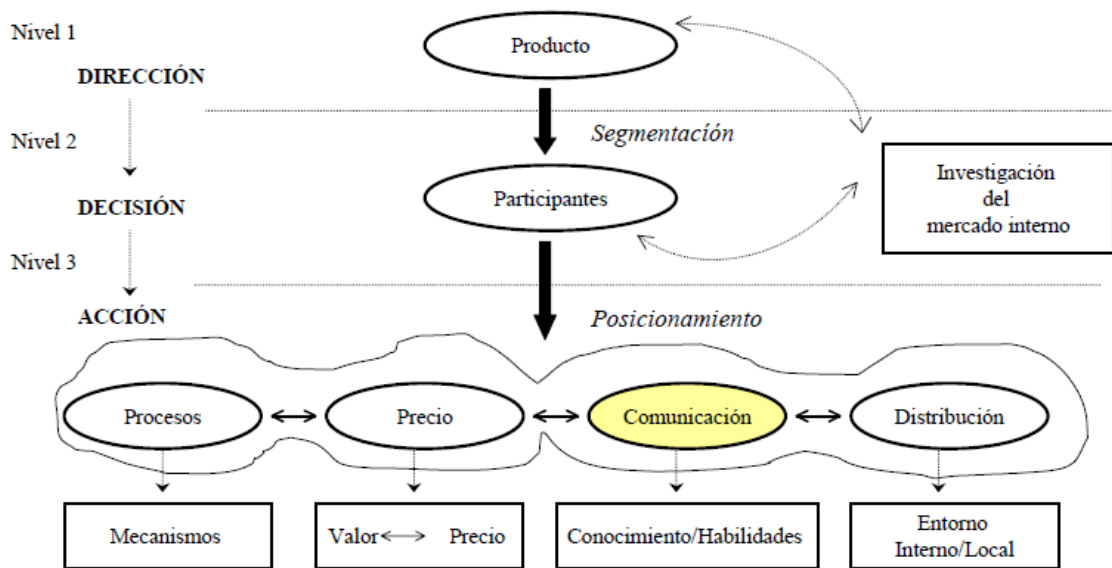 Nivel 1
Producto
DIRECCIÓN
Segmentacíón
Nivel 2
Investigación
del
mercado interno
Participantes
DECISIÓN
Nivel 3
ACCIÓN
Posicionamiento
Procesos
Precio
Comunicación
Distribución
Mecanismos
Valor Precio
Conocimiento/Habilidades
Entorno
Interno/Local